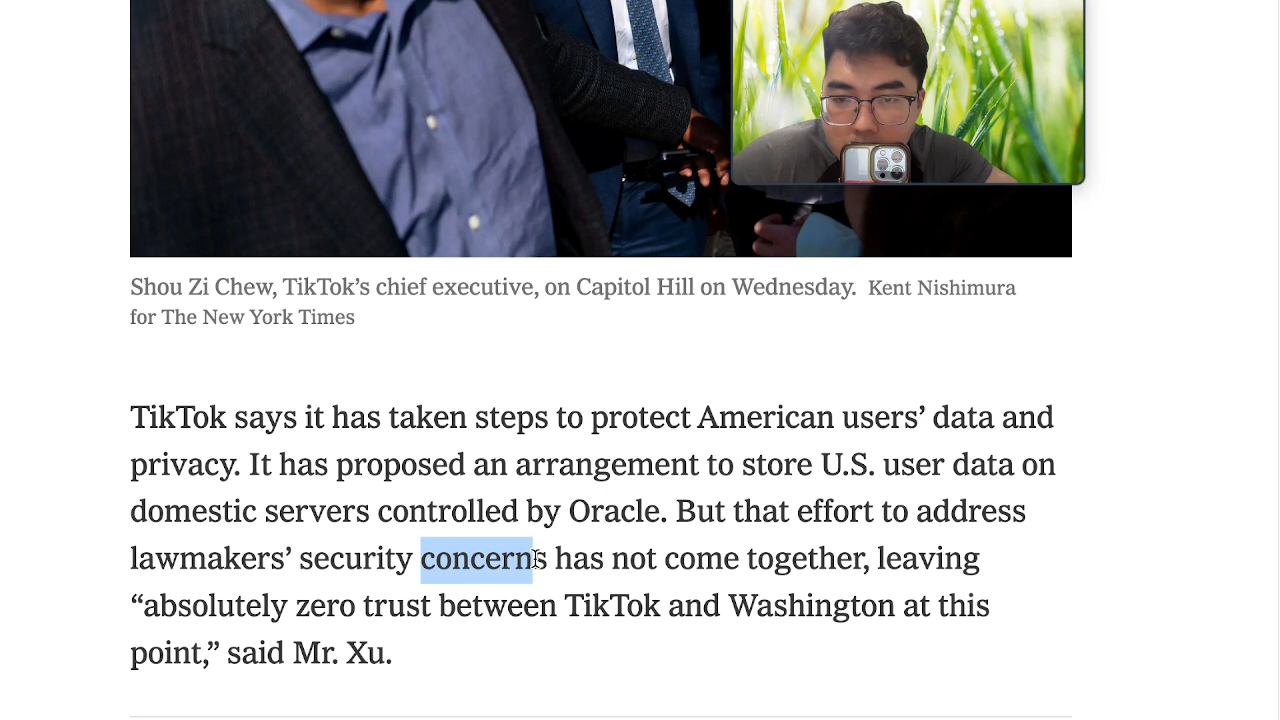 Shou Zi Chew, TikTok’s chief executive, on Capitol Hill on Wednesday. Kent Nishimura
for The New York Times
TikTok says it has taken steps to protect American users’ data and
privacy. It has proposed an arrangement to store U.S. user data on
domestic servers controlled by Oracle. But that effort to address
lawmakers’ security concerns has not come together, leaving
“absolutely zero trust between TikTok and Washington at this
point,” said Mr. Xu.